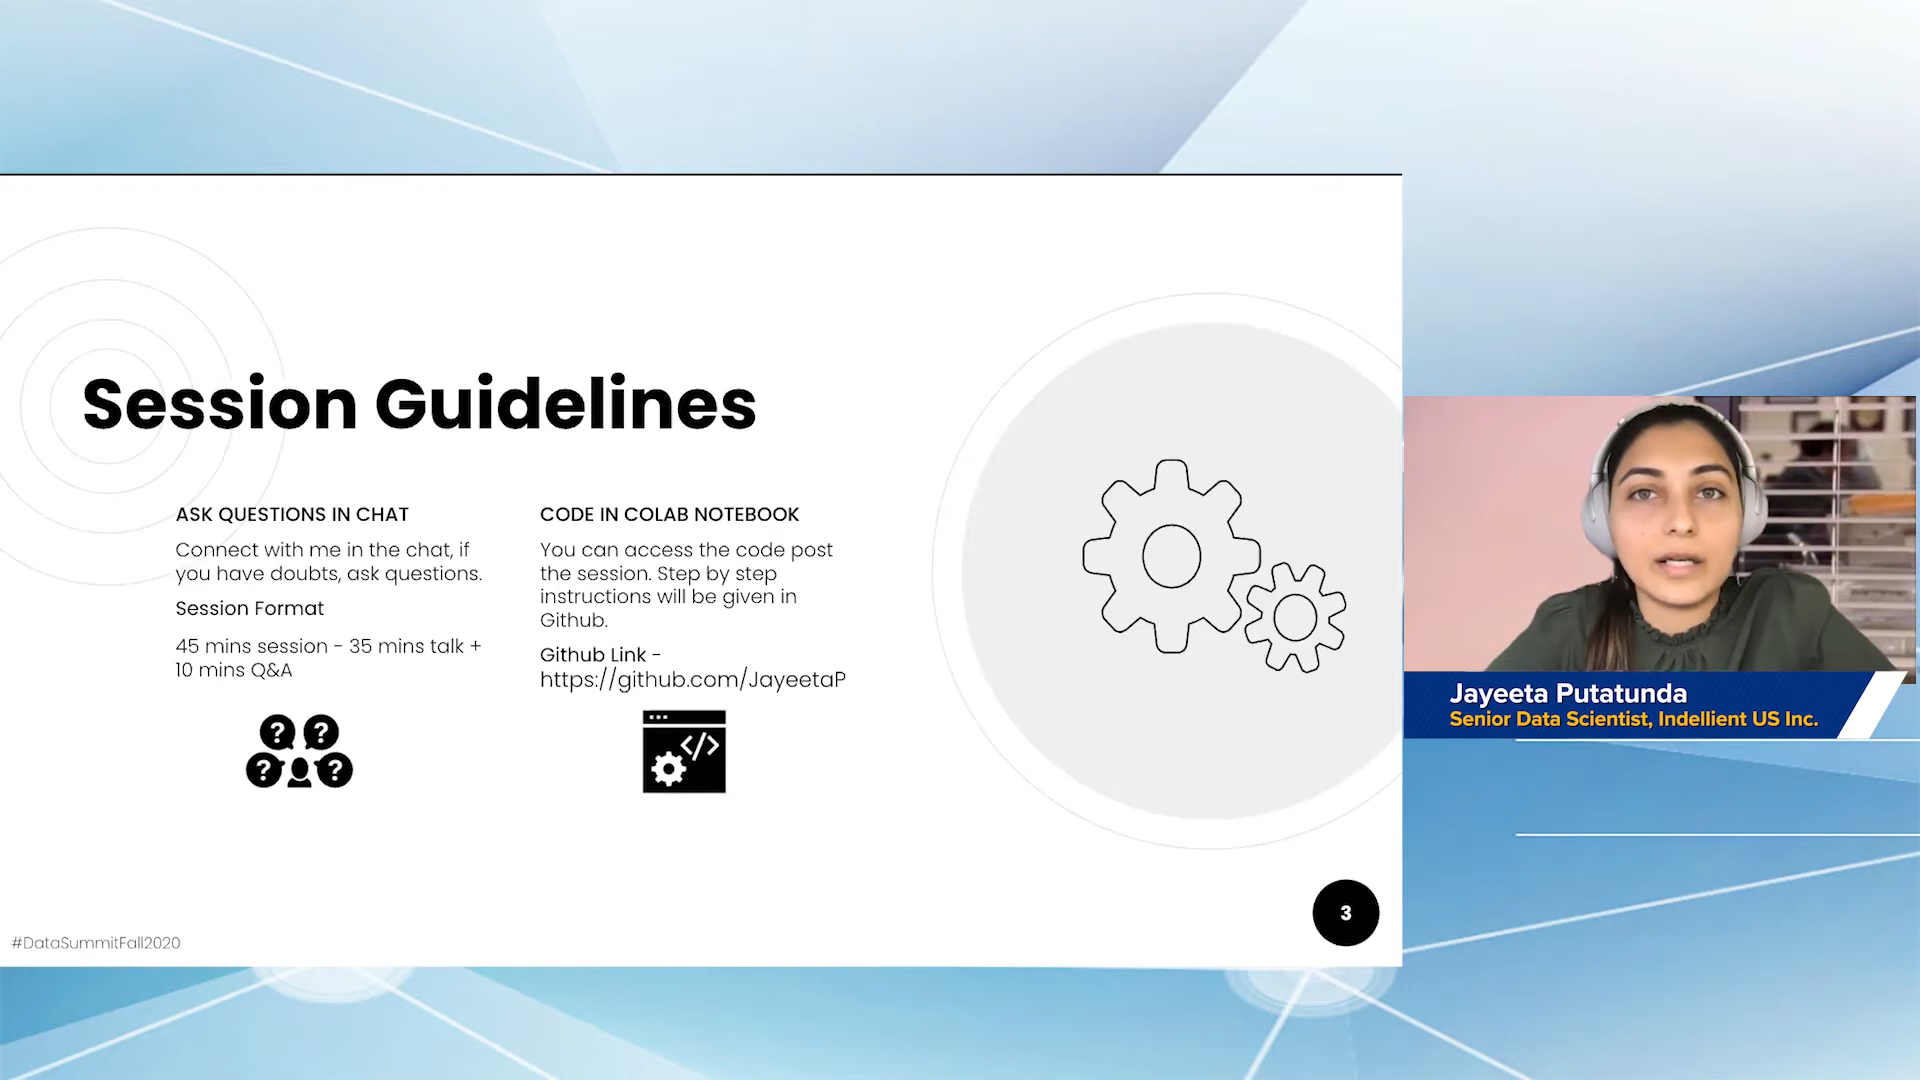 Session Guidelines
ASK QUESTIONS IN CHAT
Connect with me in the chat, if
you have doubts, ask questions.
Session Format
45 mins session - 35 mins talk +
10 mins Q&A
? ?
? ?
CODE IN COLAB NOTEBOOK
You can access the code post
the session. Step by step
instructions will be given in
Github.
Github Link -
https://github.com/JayeetaP
</>
3
#DataSummitFall2020
Jayeeta Putatunda
Senior Data Scientist, Indellient US Inc.